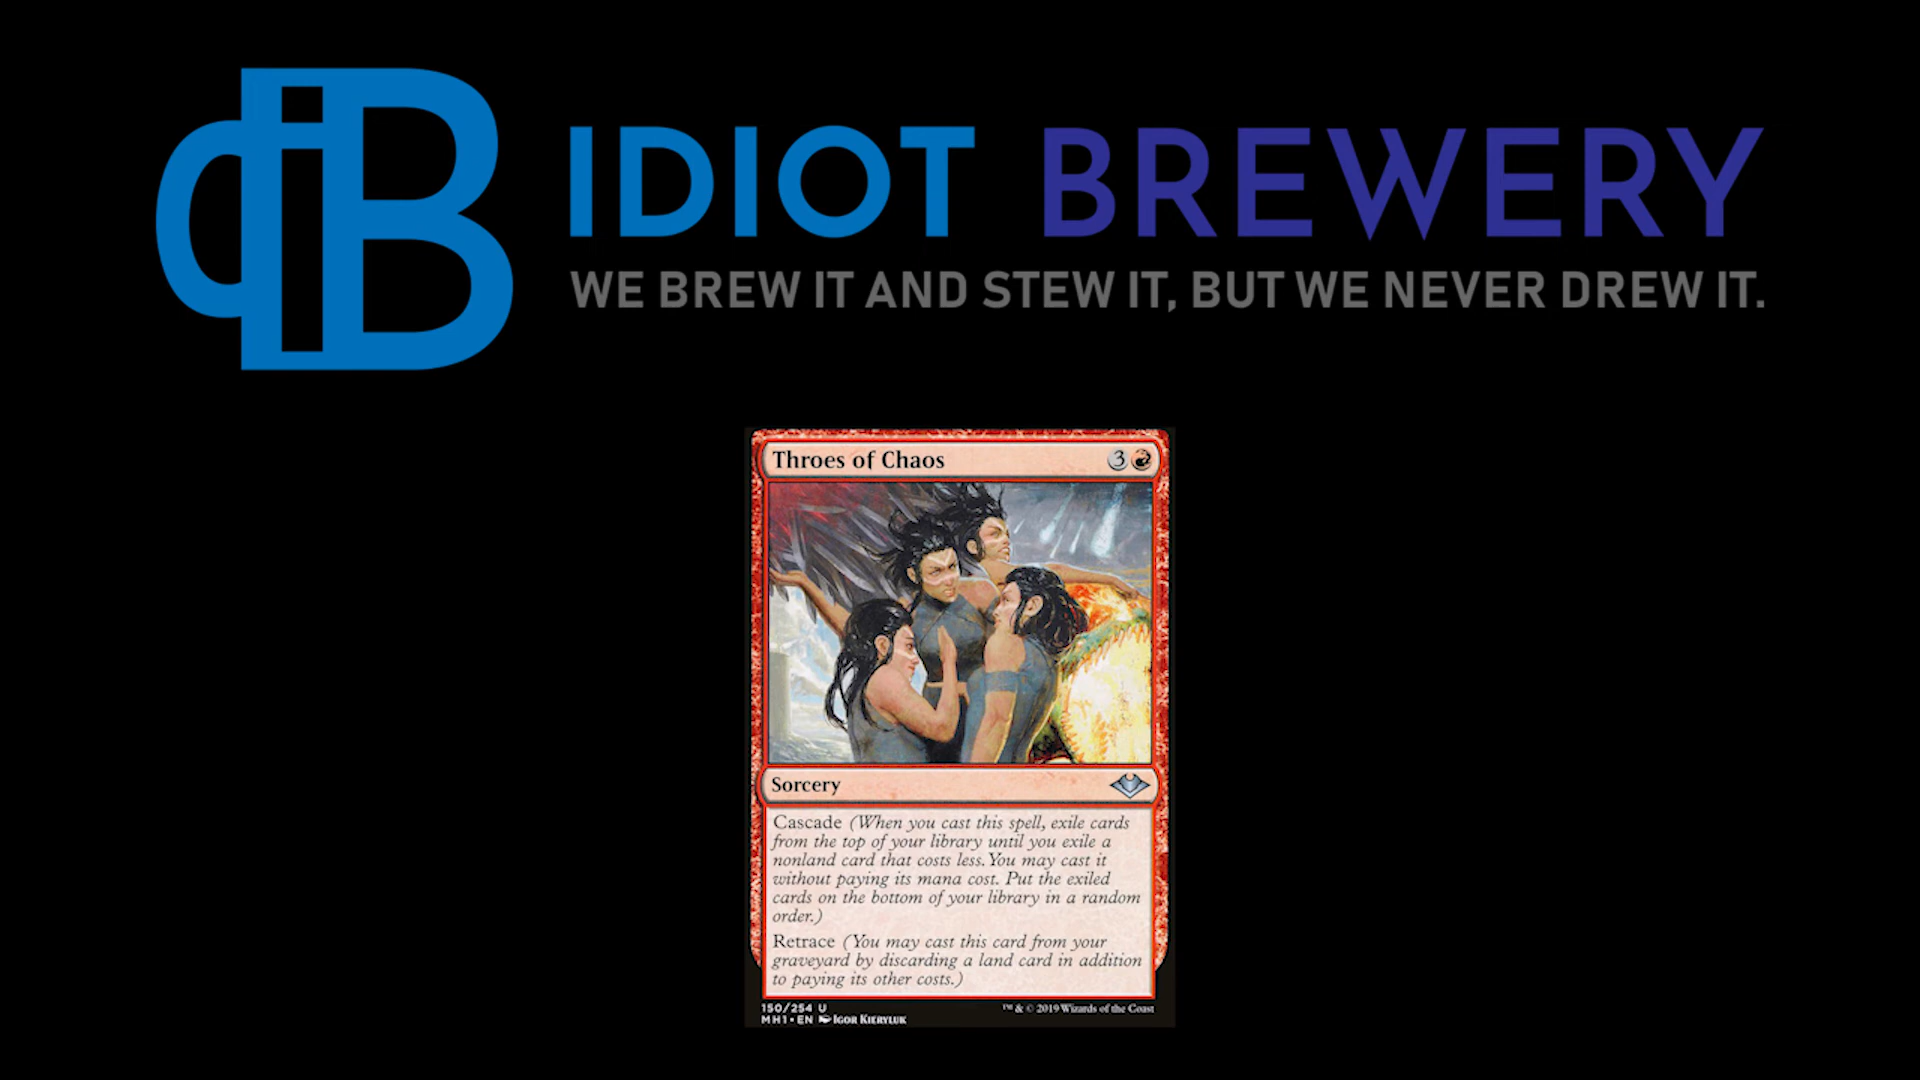 iB IDIOT BREWERY
WE BREW IT AND STEW IT, BUT WE NEVER DREW IT.
Throes of Chaos 3
Sorcery
Cascade (When you cast this spell, exile cards
from the top of your library until you exile a
nonland card that costs less. You may cast it
without paying its mana cost. Put the exiled
cards on the bottom of your library in a random
order.)
Retrace (You may cast this card from your
graveyard by discarding a land card in addition
to paying its other costs.)
150/254 U
™ & © 2019 Wizards of the Coast
MH1 • EN Igor Kieryluk